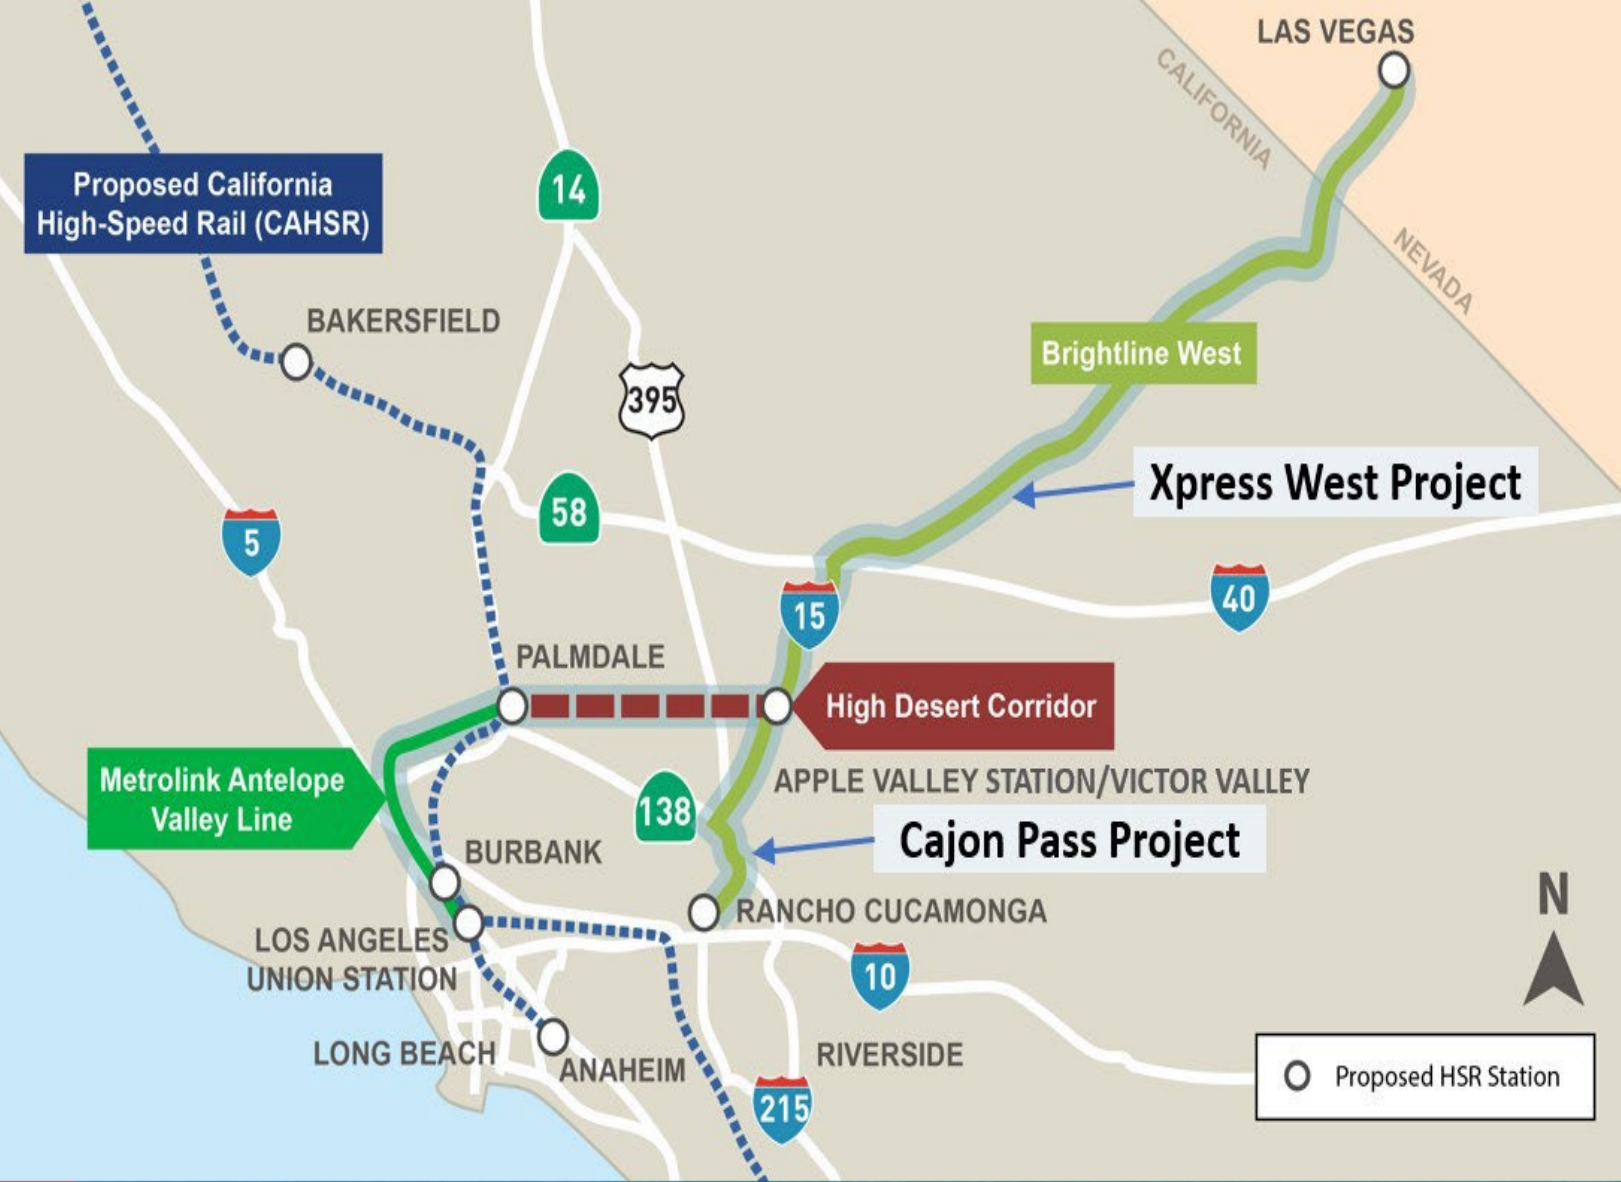 LAS VEGAS
CALIFORNIA
NEVADA
14
Proposed California
High-Speed Rail (CAHSR)
BAKERSFIELD
395
Brightline West
Xpress West Project
58
5
15
40
PALMDALE
High Desert Corridor
Metrolink Antelope
Valley Line
APPLE VALLEY STATION/VICTOR VALLEY
138
Cajon Pass Project
BURBANK
RANCHO CUCAMONGA
LOS ANGELES
UNION STATION
10
N
LONG BEACH
ANAHEIM
RIVERSIDE
215
Proposed HSR Station